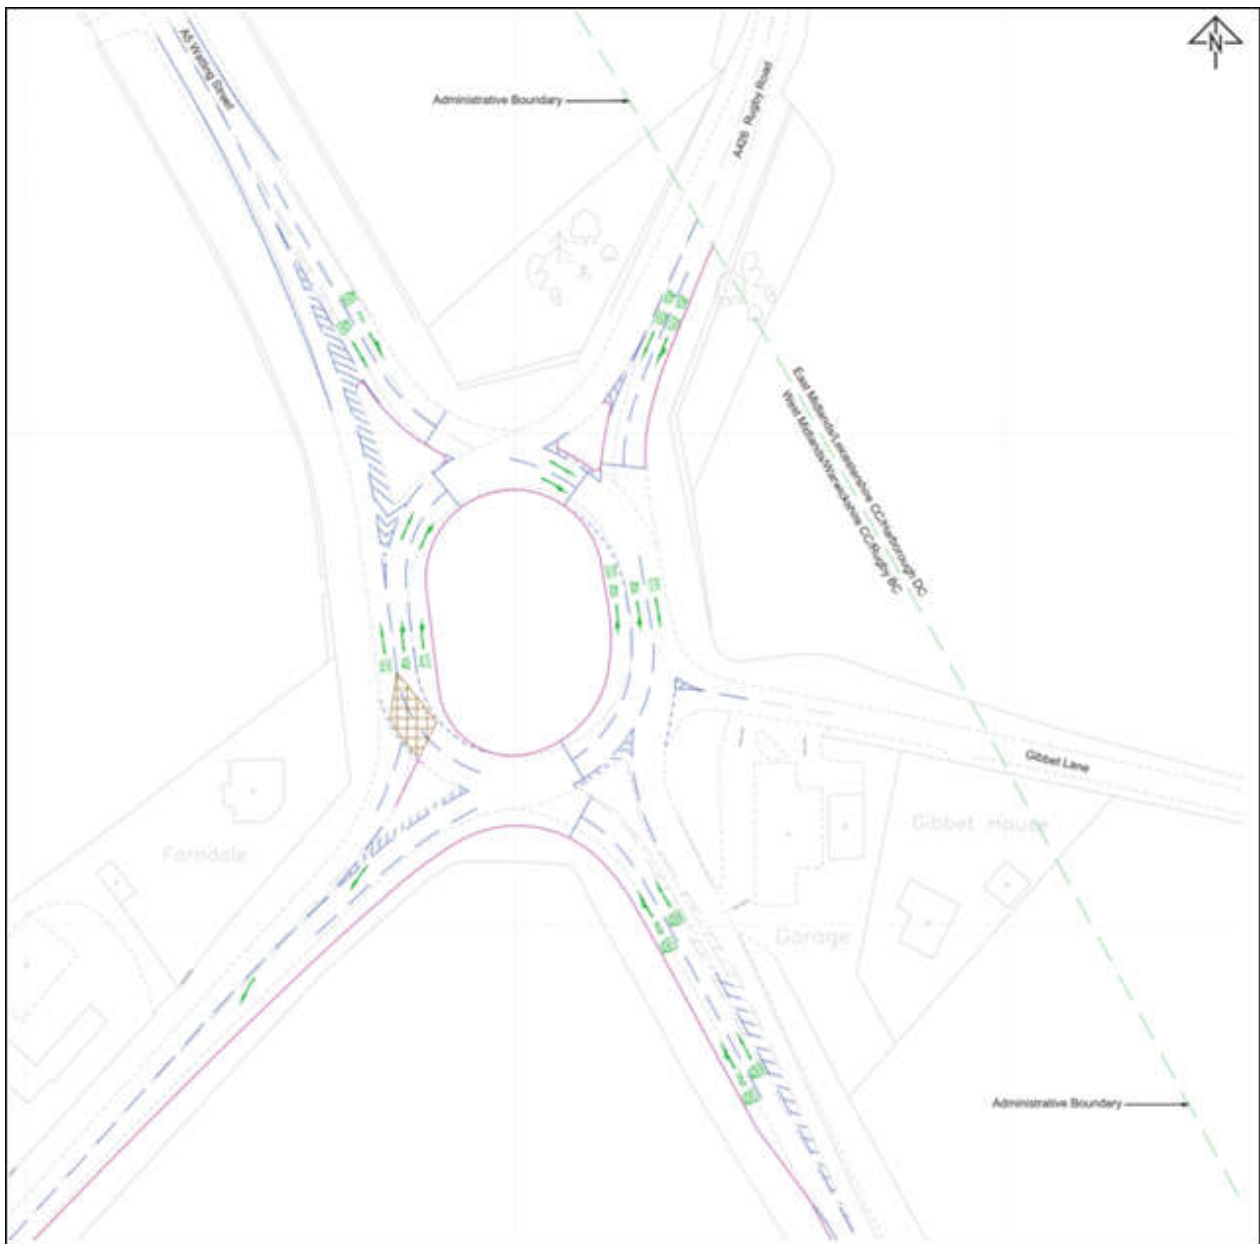 N
A5 Watling Street
Administrative Boundary
A426 Rugby Road
East Midlands/Leicestershire CC/Harborough DC
West Midlands/Warwickshire CC/Rugby BC
Gibbet Lane
Gibbet House
Farndale
Garage
Administrative Boundary